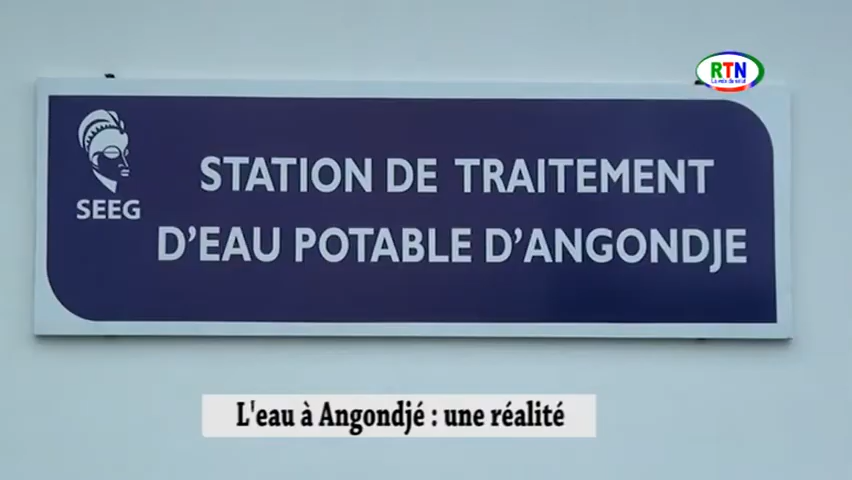 RTN
SEEG
STATION DE TRAITEMENT
D'EAU POTABLE D'ANGONDJE
L'eau à Angondjé : une réalité